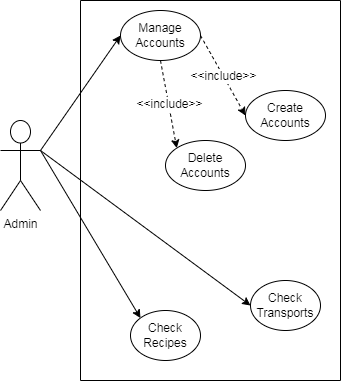 Manage
Accounts
<<include>>
<<include>>
Create
Accounts
Delete
Accounts
Admin
Check
Transports
Check
Recipes